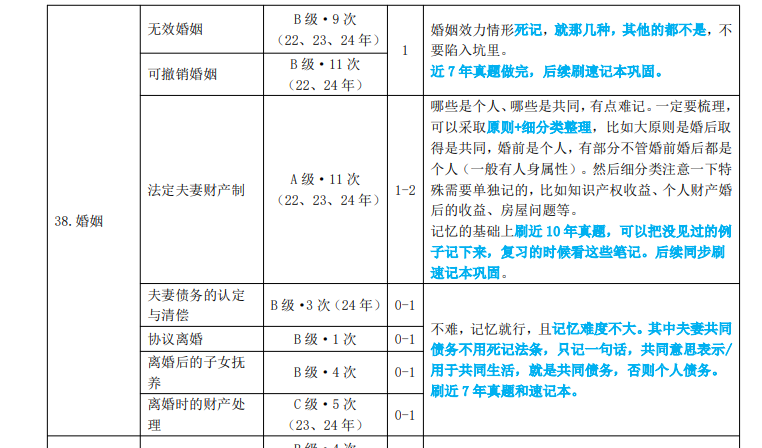 无效婚姻
B 级·9 次
（22、23、24 年）
可撤销婚姻
B 级·11 次
（22、24 年）
1
婚姻效力情形死记，就那几种，其他的都不是，不
要陷入坑里。
近 7 年真题做完，后续刷速记本巩固。
38.婚姻
法定夫妻财产制
A 级·11 次
（22、23、24 年）
1-2
哪些是个人、哪些是共同，有点难记。一定要梳理，
可以采取原则+细分类整理，比如大原则是婚后取
得是共同，婚前是个人，有部分不管婚前婚后都是
个人（一般有人身属性）。然后细分类注意一下特
殊需要单独记的，比如知识产权收益、个人财产婚
后的收益、房屋问题等。
记忆的基础上刷近 10 年真题，可以把没见过的例
子记下来，复习的时候看这些笔记。后续同步刷
速记本巩固。
夫妻债务的认定
与清偿
B 级·3 次（24 年）
0-1
协议离婚
B 级·1 次
0-1
离婚后的子女抚
养
B 级·4 次
0-1
离婚时的财产处
理
C 级·5 次
（23、24 年）
0-1
不难，记忆就行，且记忆难度不大。其中夫妻共同
债务不用死记法条，只记一句话，共同意思表示/
用于共同生活，就是共同债务，否则个人债务。
刷近 7 年真题和速记本。